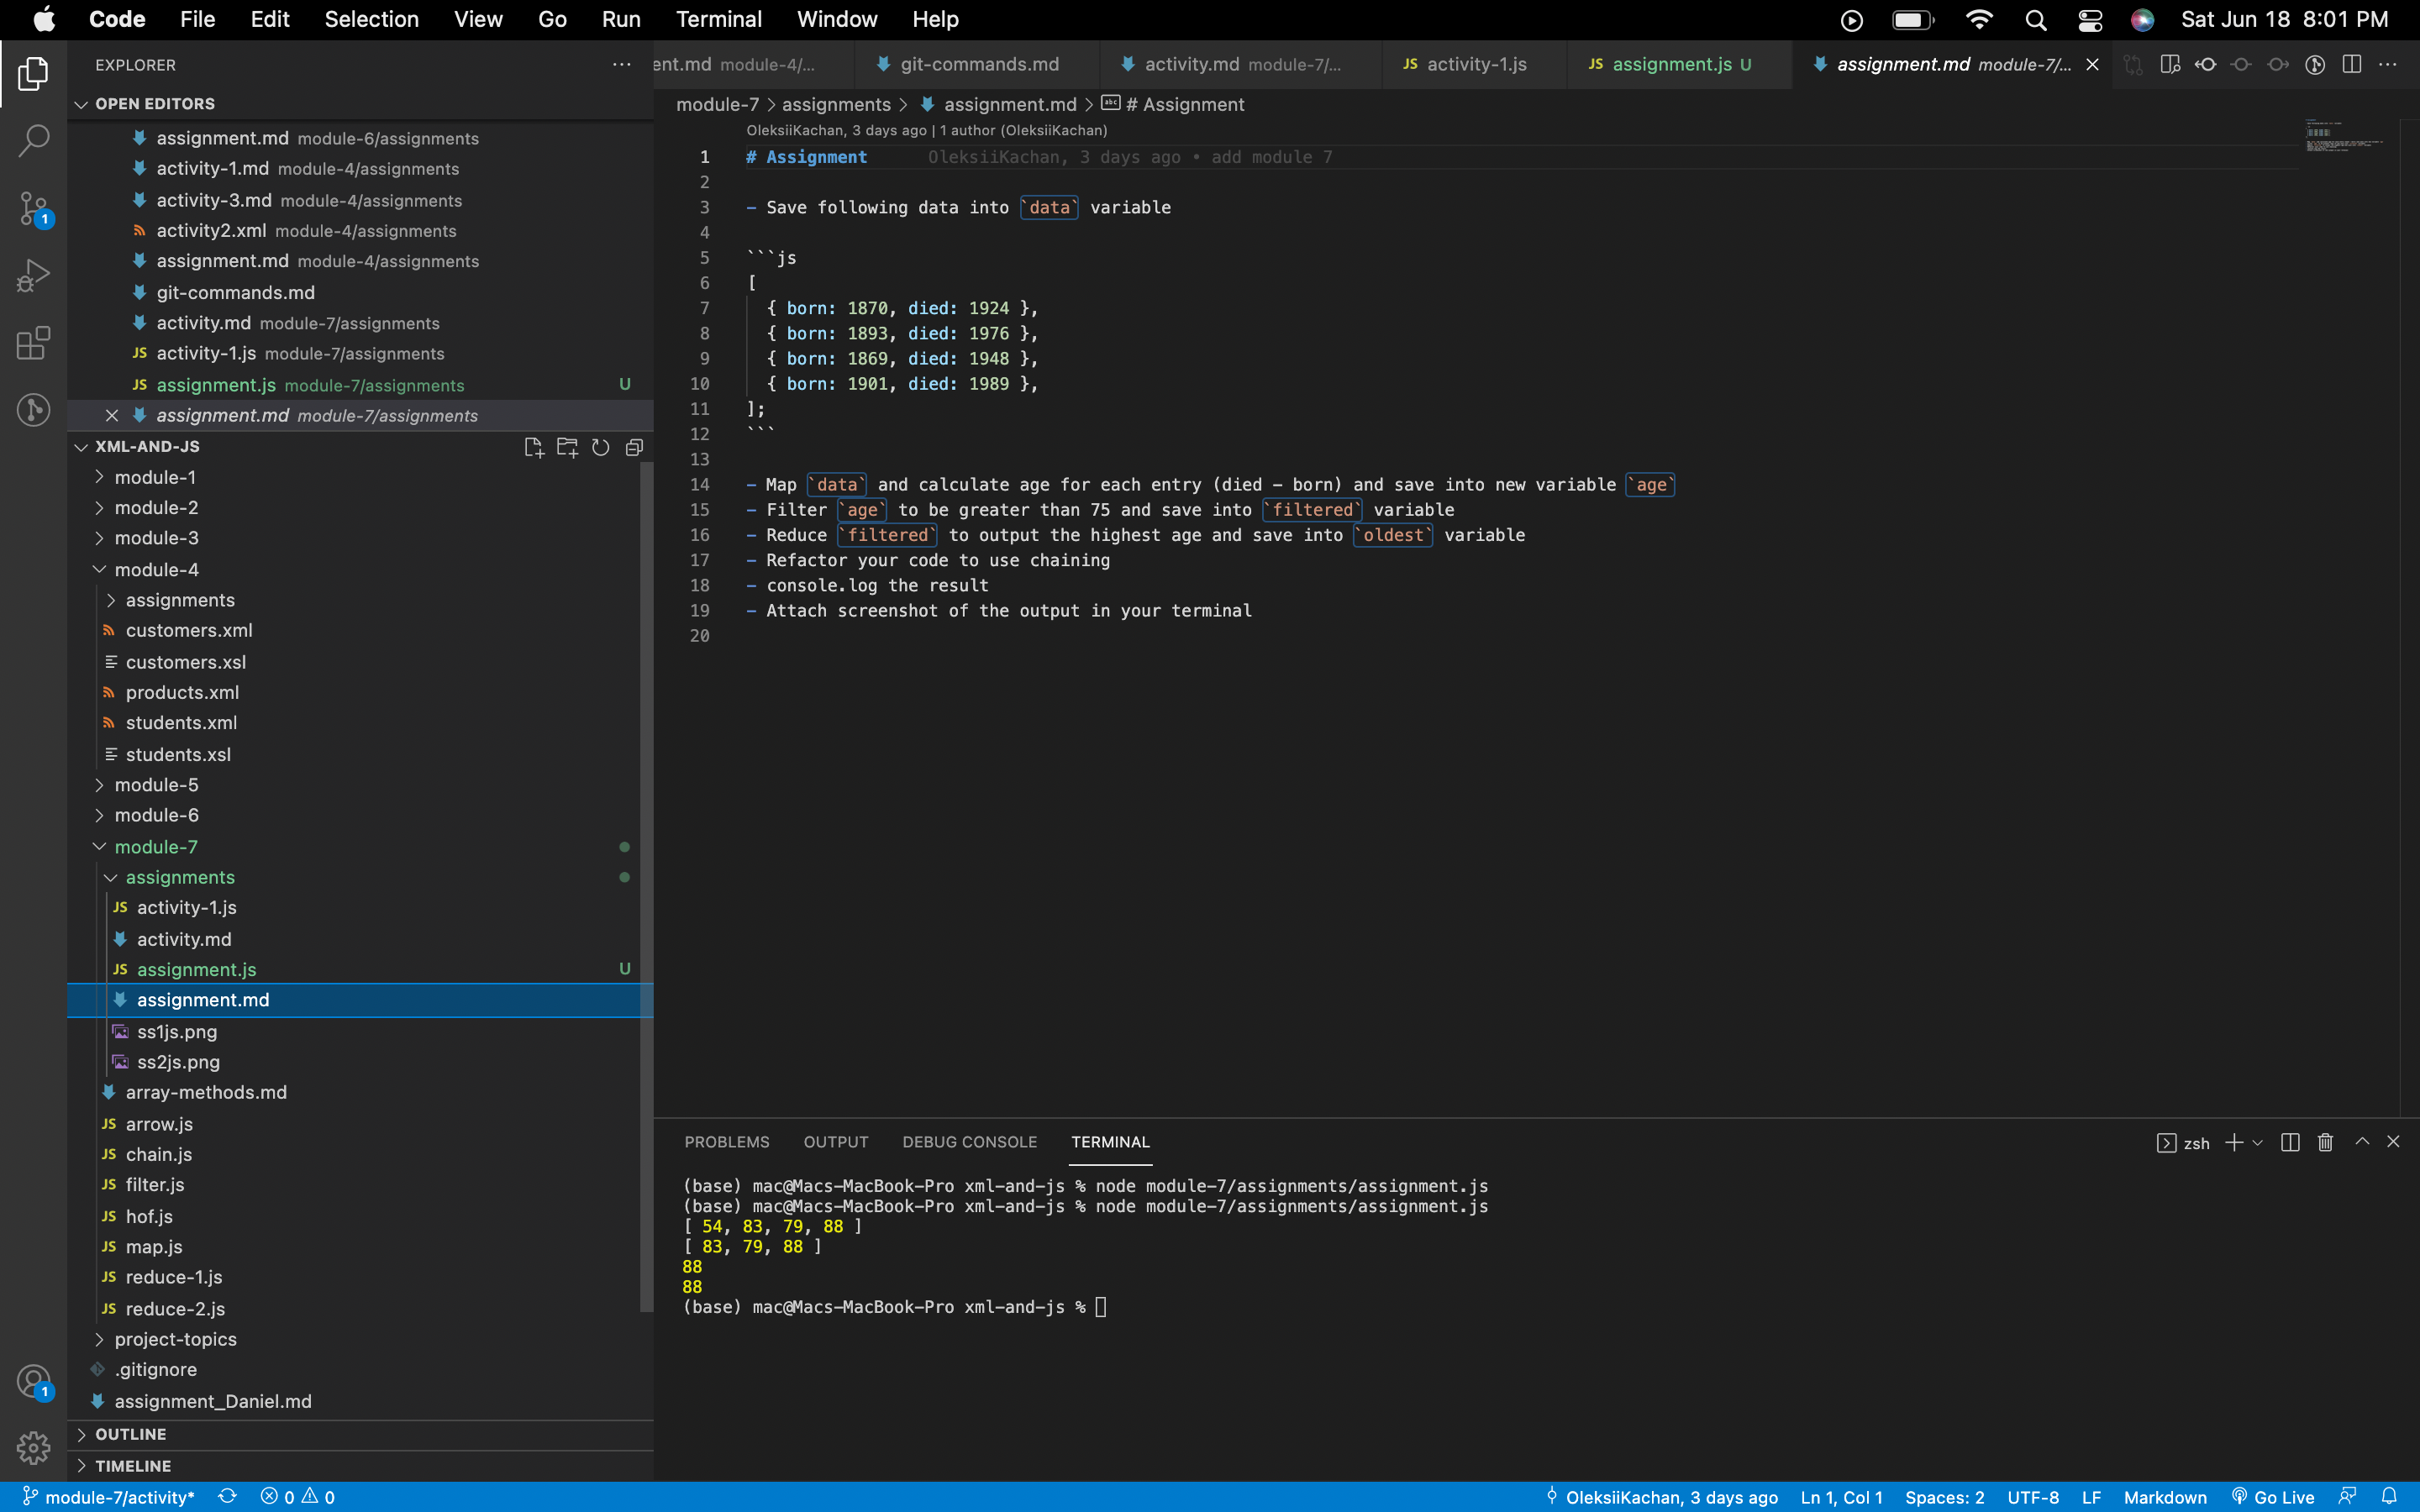 Code File Edit Selection View Go Run Terminal Window Help Sat Jun 18 8:01 PM
EXPLORER
OPEN EDITORS
assignment.md module-6/assignments
activity-1.md module-4/assignments
activity-3.md module-4/assignments
activity2.xml module-4/assignments
assignment.md module-4/assignments
git-commands.md
activity.md module-7/assignments
JS activity-1.js module-7/assignments
JS assignment.js module-7/assignments U
assignment.md module-7/assignments
XML-AND-JS
module-1
module-2
module-3
module-4
assignments
customers.xml
customers.xsl
products.xml
students.xml
students.xsl
module-5
module-6
module-7
assignments
JS activity-1.js
activity.md
JS assignment.js U
assignment.md
ss1js.png
ss2js.png
array-methods.md
JS arrow.js
JS chain.js
JS filter.js
JS hof.js
JS map.js
JS reduce-1.js
JS reduce-2.js
project-topics
.gitignore
assignment_Daniel.md
OUTLINE
TIMELINE
1
1
ent.md module-4/... git-commands.md activity.md module-7/... JS activity-1.js JS assignment.js U assignment.md module-7/...
module-7 > assignments > assignment.md > abc # Assignment
OleksiiKachan, 3 days ago | 1 author (OleksiiKachan)
1 # Assignment OleksiiKachan, 3 days ago • add module 7
2
3 - Save following data into `data` variable
4
5 ```js
6 [
7 { born: 1870, died: 1924 },
8 { born: 1893, died: 1976 },
9 { born: 1869, died: 1948 },
10 { born: 1901, died: 1989 },
11 ];
12 ```
13
14 - Map `data` and calculate age for each entry (died - born) and save into new variable `age`
15 - Filter `age` to be greater than 75 and save into `filtered` variable
16 - Reduce `filtered` to output the highest age and save into `oldest` variable
17 - Refactor your code to use chaining
18 - console.log the result
19 - Attach screenshot of the output in your terminal
20
PROBLEMS OUTPUT DEBUG CONSOLE TERMINAL zsh
(base) mac@Macs-MacBook-Pro xml-and-js % node module-7/assignments/assignment.js
(base) mac@Macs-MacBook-Pro xml-and-js % node module-7/assignments/assignment.js
[ 54, 83, 79, 88 ]
[ 83, 79, 88 ]
88
88
(base) mac@Macs-MacBook-Pro xml-and-js %
module-7/activity* 0 0 OleksiiKachan, 3 days ago Ln 1, Col 1 Spaces: 2 UTF-8 LF Markdown Go Live